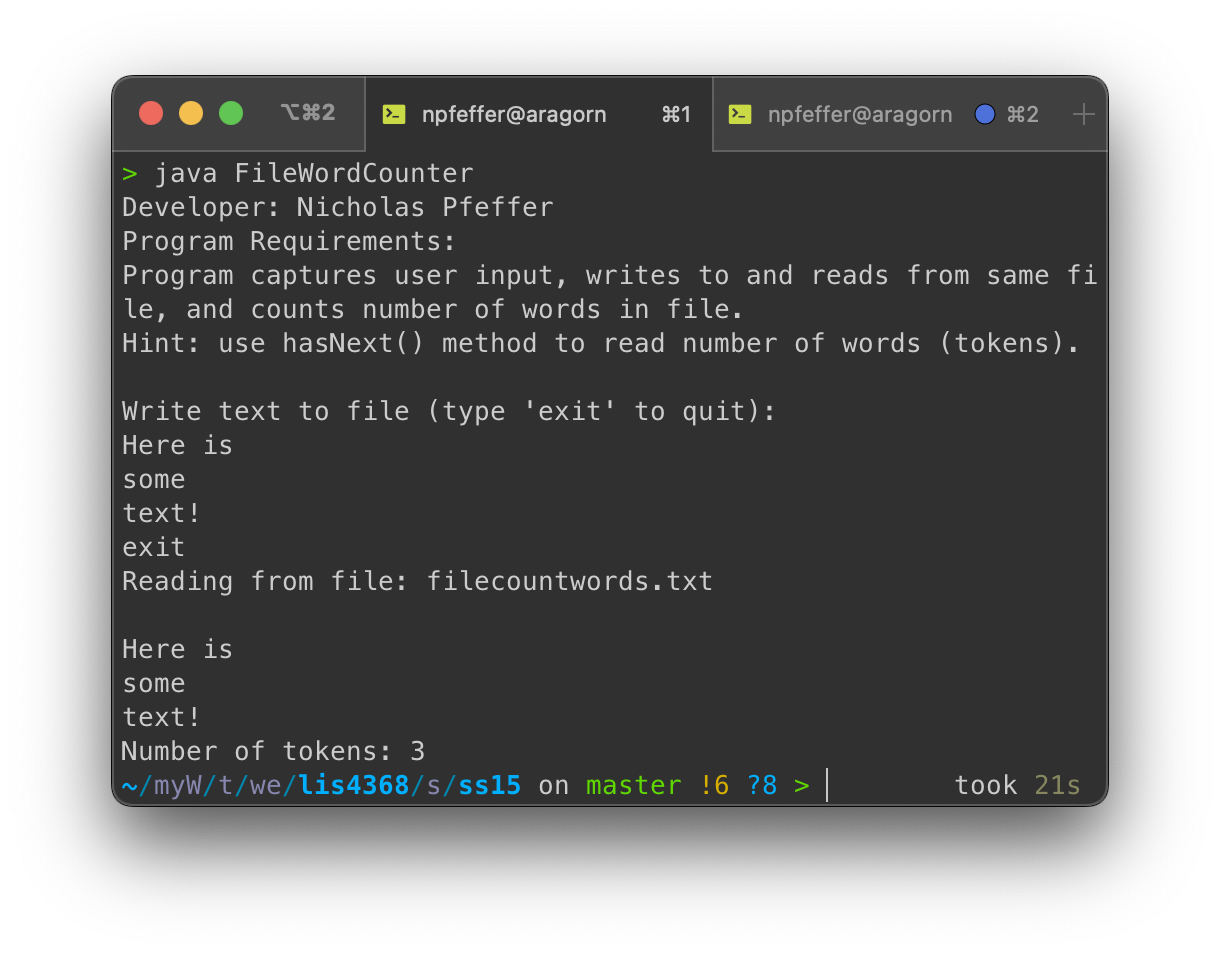 ⌥⌘2
npfeffer@aragorn ⌘1
npfeffer@aragorn ⌘2
> java FileWordCounter
Developer: Nicholas Pfeffer
Program Requirements:
Program captures user input, writes to and reads from same fi
le, and counts number of words in file.
Hint: use hasNext() method to read number of words (tokens).
Write text to file (type 'exit' to quit):
Here is
some
text!
exit
Reading from file: filecountwords.txt
Here is
some
text!
Number of tokens: 3
~/myW/t/we/lis4368/s/ss15 on master !6 ?8 > took 21s